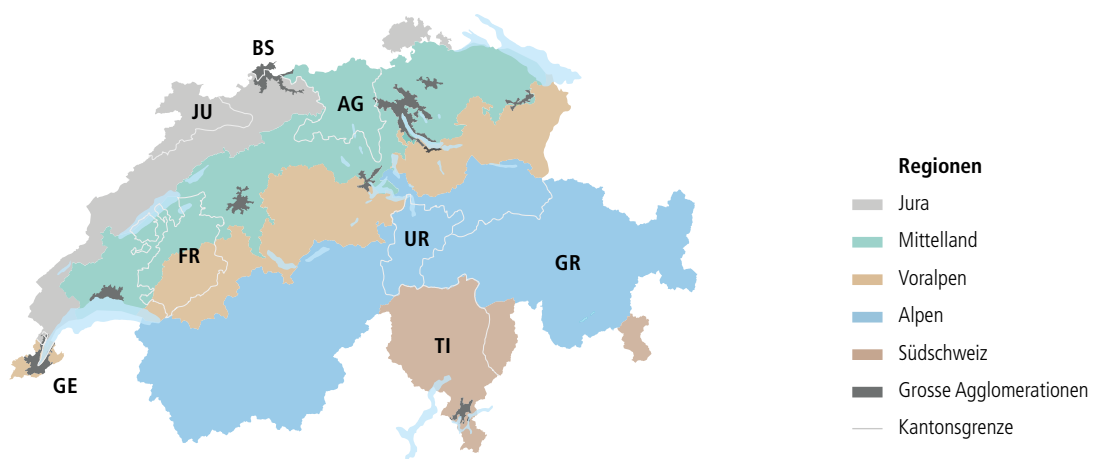 BS
JU
AG
FR
UR
GR
TI
GE
Regionen
Jura
Mittelland
Voralpen
Alpen
Südschweiz
Grosse Agglomerationen
Kantonsgrenze